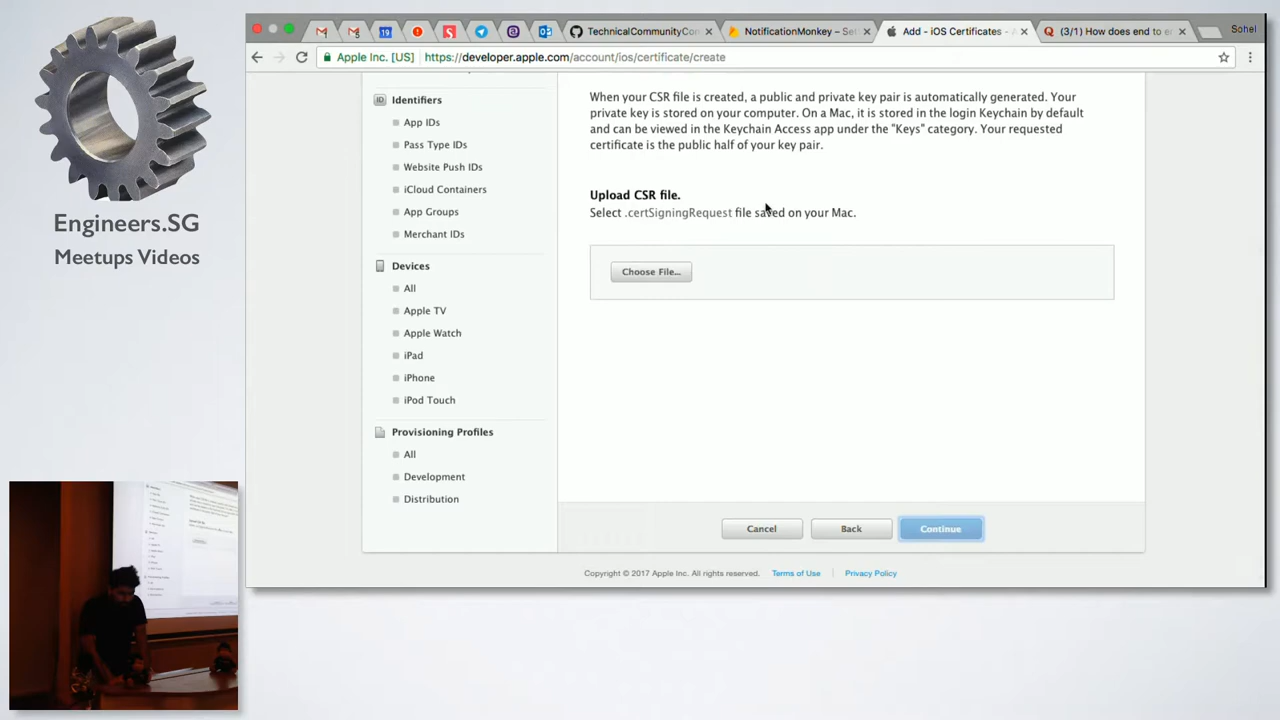 Engineers.SG
Meetups Videos
19
TechnicalCommunityCon
NotificationMonkey – Set
Add - iOS Certificates - A
(3/1) How does end to en
Sohel
Apple Inc. [US]
https://developer.apple.com/account/ios/certificate/create
ID Identifiers
App IDs
Pass Type IDs
Website Push IDs
iCloud Containers
App Groups
Merchant IDs
Devices
All
Apple TV
Apple Watch
iPad
iPhone
iPod Touch
Provisioning Profiles
All
Development
Distribution
When your CSR file is created, a public and private key pair is automatically generated. Your
private key is stored on your computer. On a Mac, it is stored in the login Keychain by default
and can be viewed in the Keychain Access app under the "Keys" category. Your requested
certificate is the public half of your key pair.
Upload CSR file.
Select .certSigningRequest file saved on your Mac.
Choose File...
Cancel
Back
Continue
Copyright © 2017 Apple Inc. All rights reserved.
Terms of Use
Privacy Policy